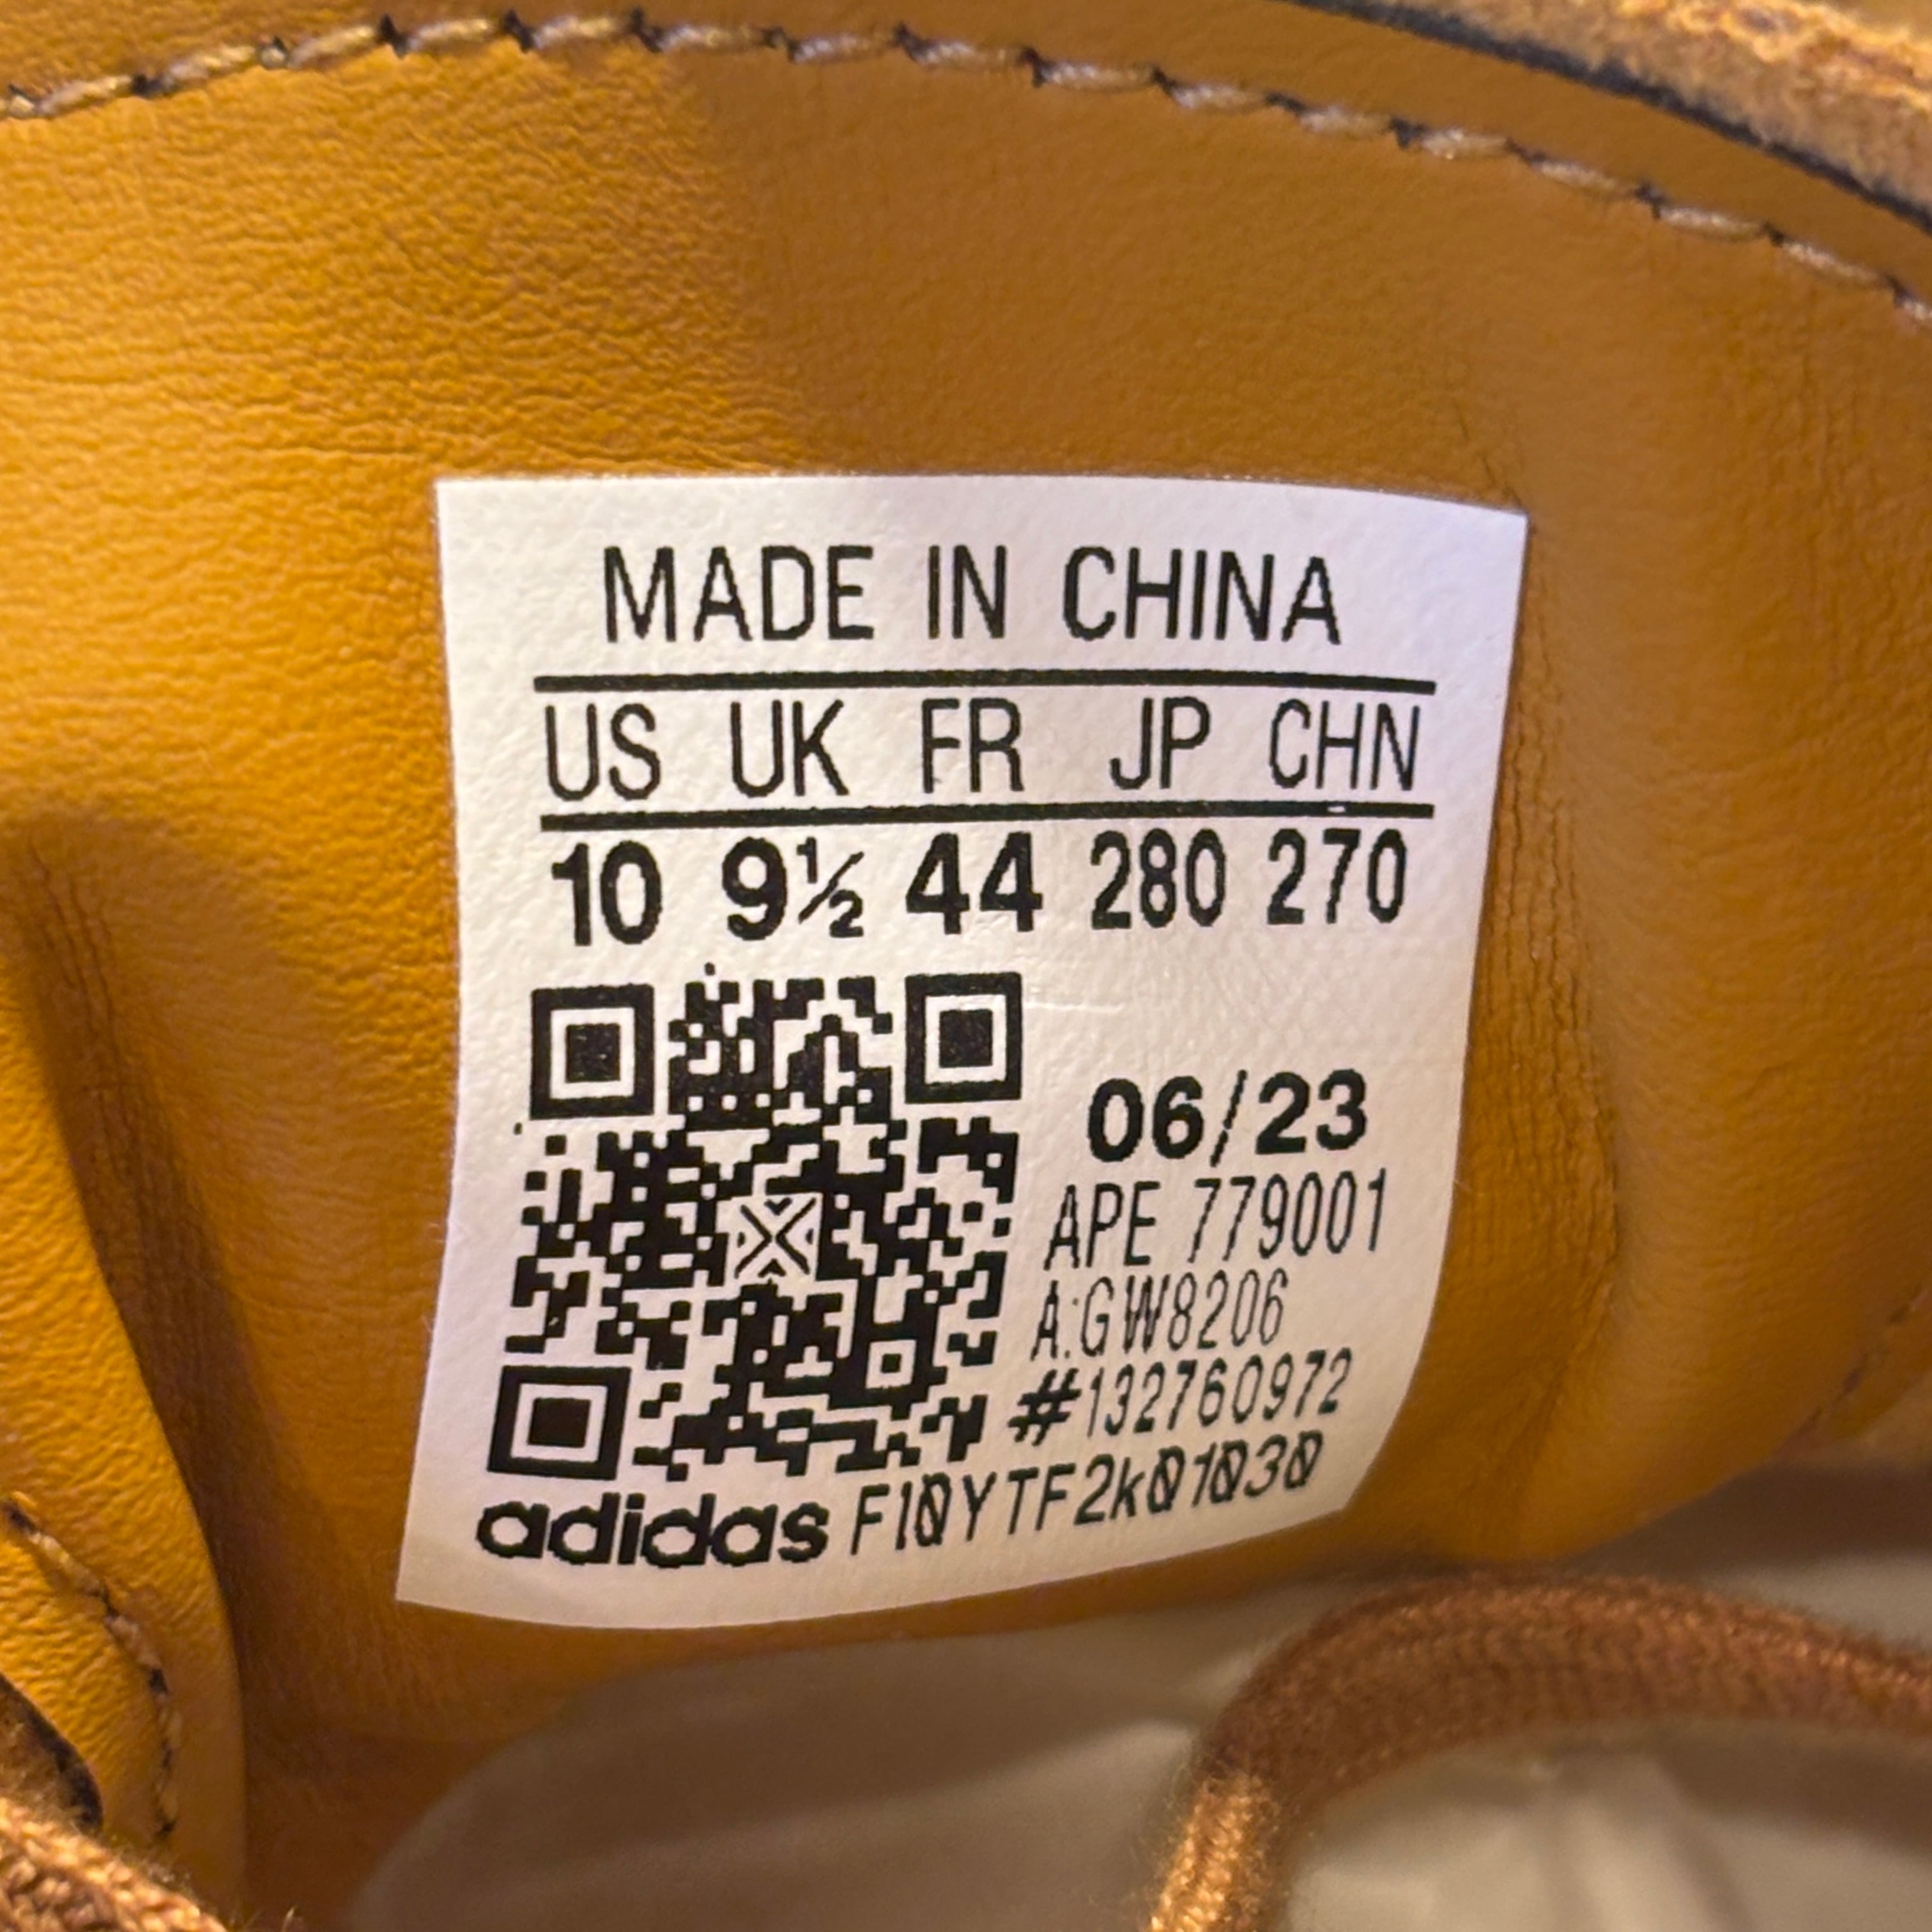 MADE IN CHINA
US UK FR JP CHN
10 9½ 44 280 270
06/23
APE 779001
A:GW8206
#132760972
adidas F10YTF2k01030